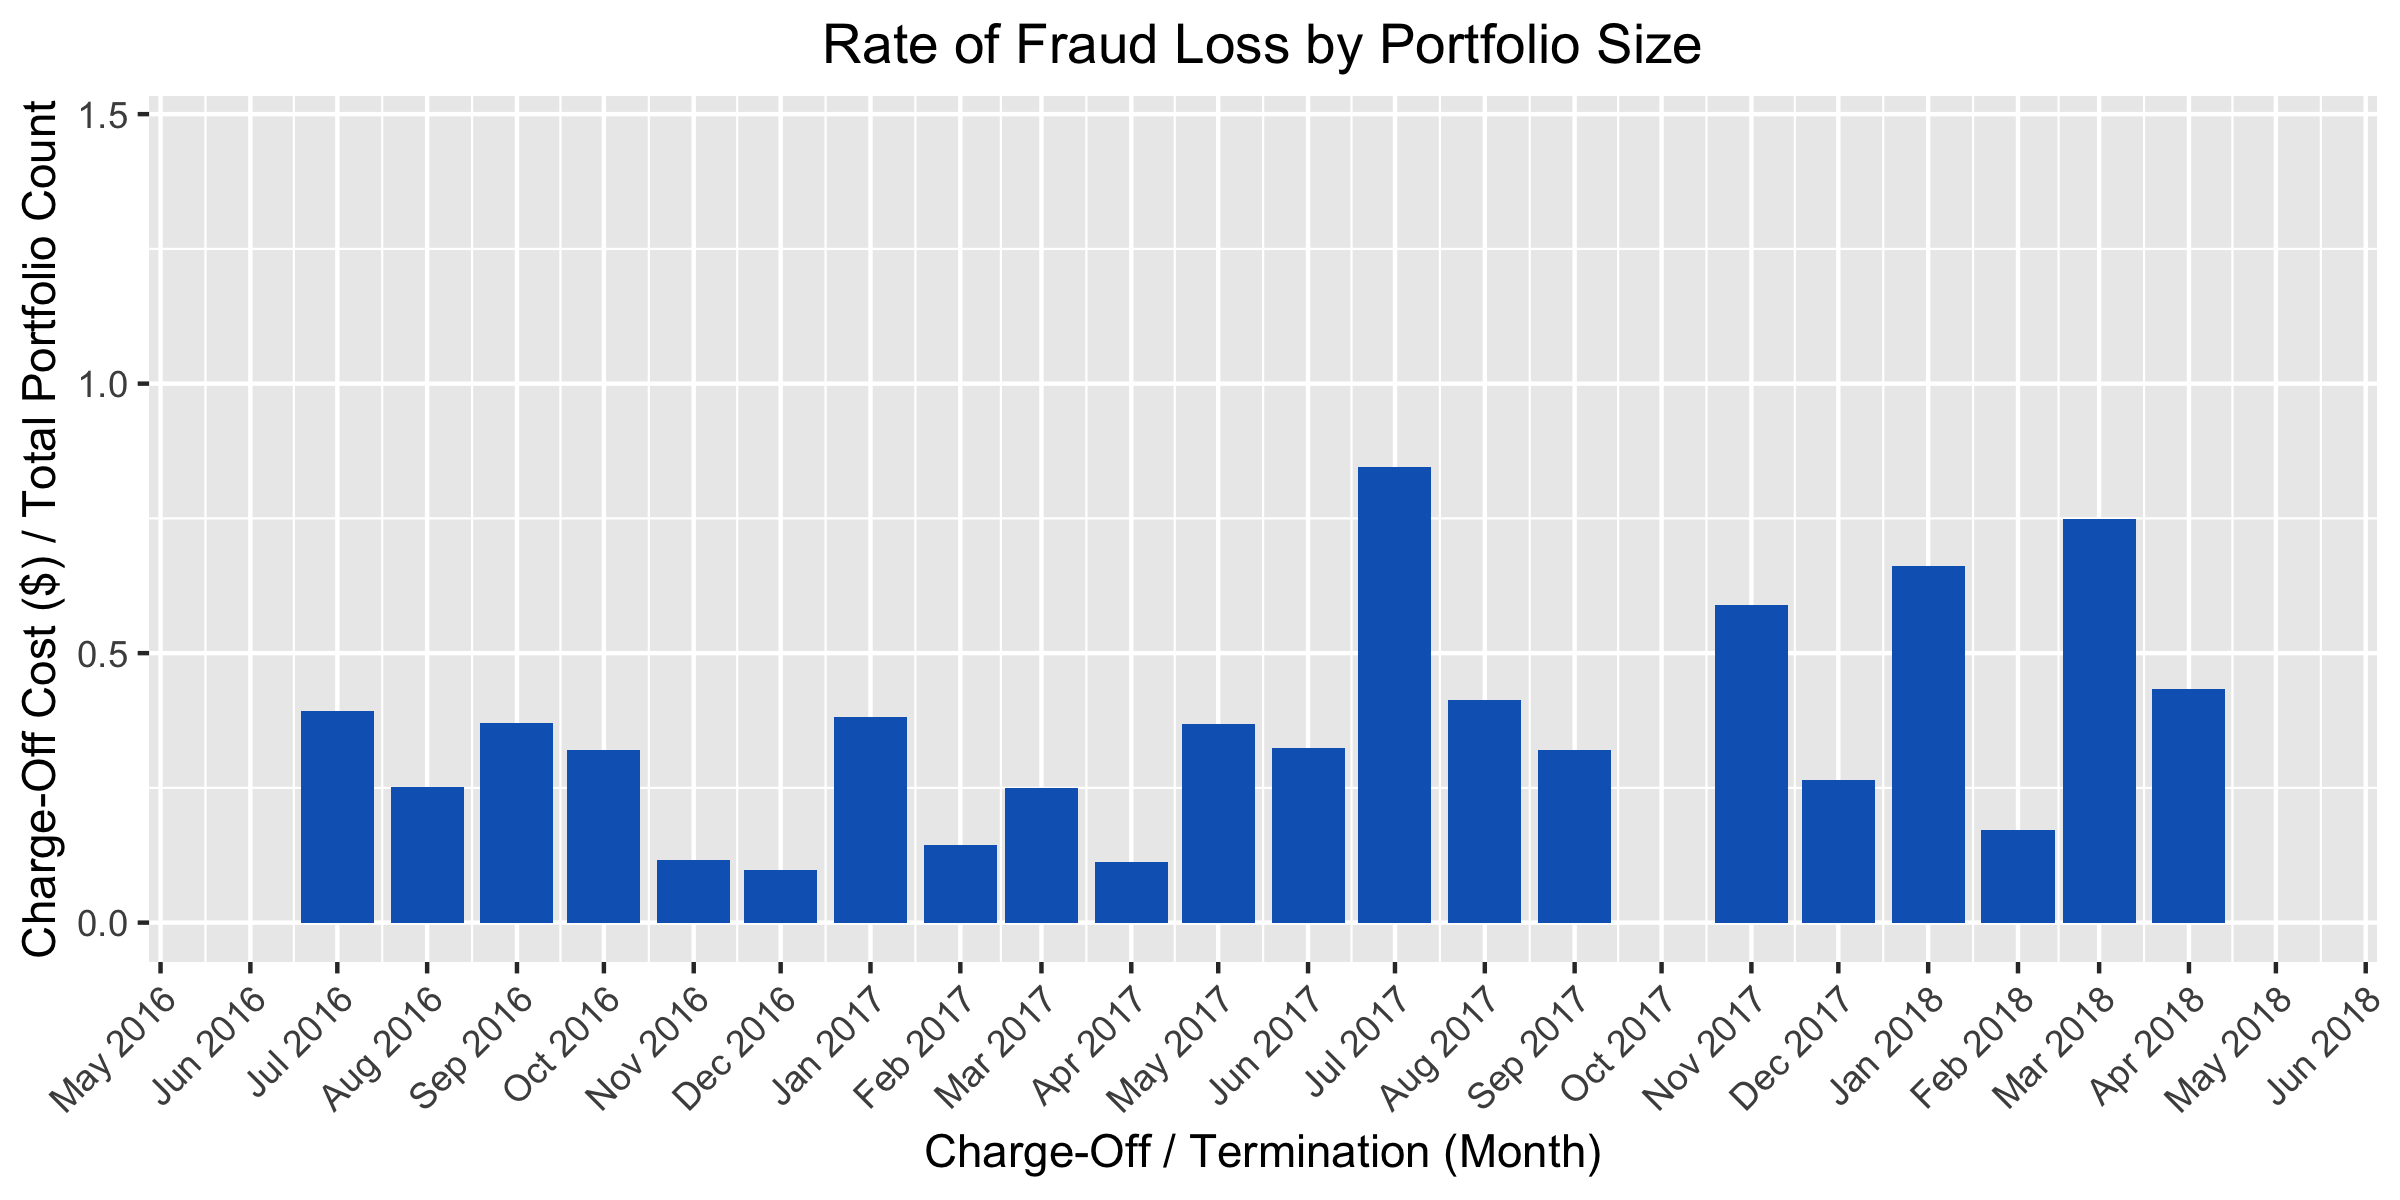 Rate of Fraud Loss by Portfolio Size
Charge-Off Cost ($) / Total Portfolio Count
1.5
1.0
0.5
0.0
May 2016
Jun 2016
Jul 2016
Aug 2016
Sep 2016
Oct 2016
Nov 2016
Dec 2016
Jan 2017
Feb 2017
Mar 2017
Apr 2017
May 2017
Jun 2017
Jul 2017
Aug 2017
Sep 2017
Oct 2017
Nov 2017
Dec 2017
Jan 2018
Feb 2018
Mar 2018
Apr 2018
May 2018
Jun 2018
Charge-Off / Termination (Month)